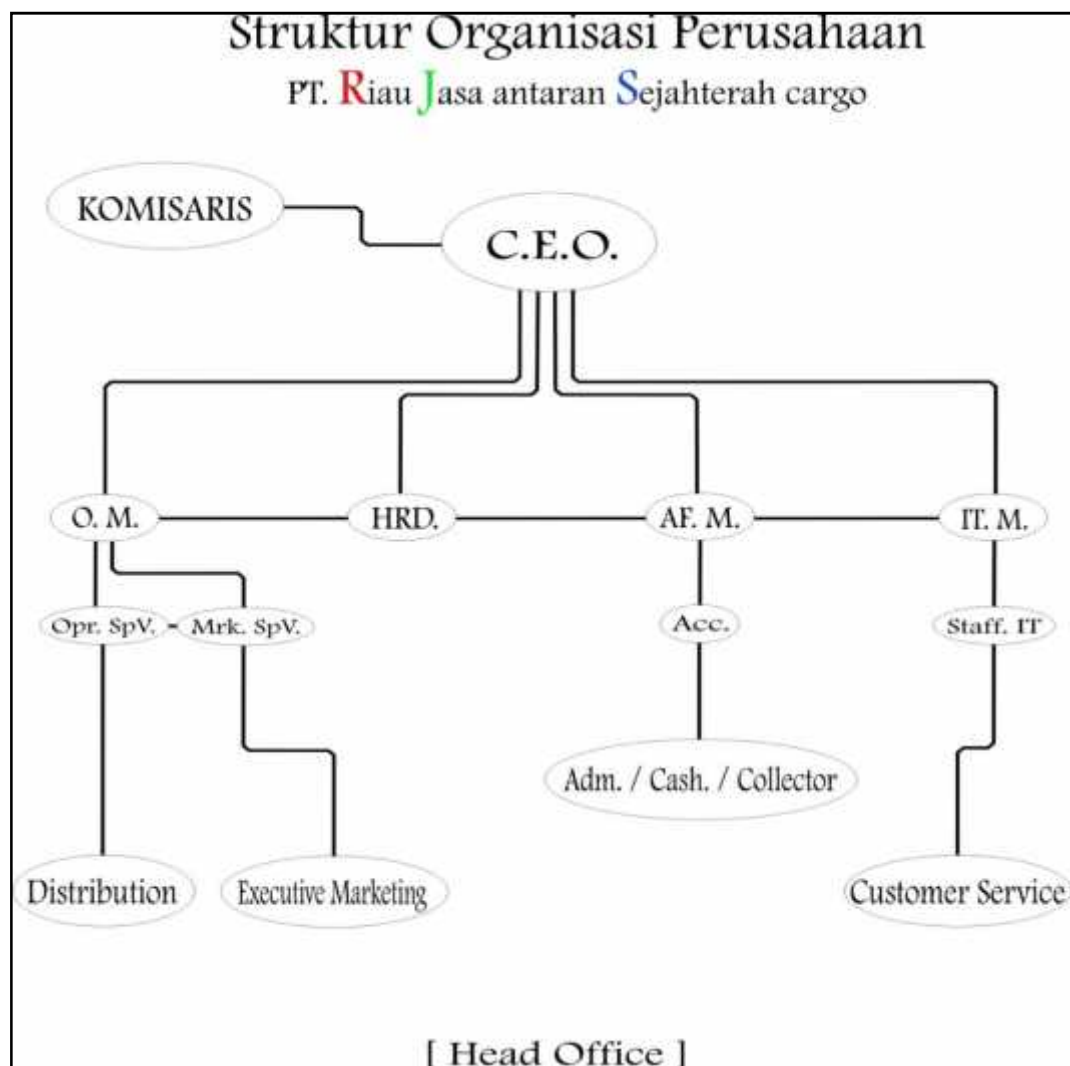 Struktur Organisasi Perusahaan
PT. Riau Jasa antaran Sejahterah cargo
KOMISARIS
C.E.O.
O. M.
HRD.
AF. M.
IT. M.
Opr. SpV.
Mrk. SpV.
Acc.
Staff. IT
Adm. / Cash. / Collector
Distribution
Executive Marketing
Customer Service
[ Head Office ]